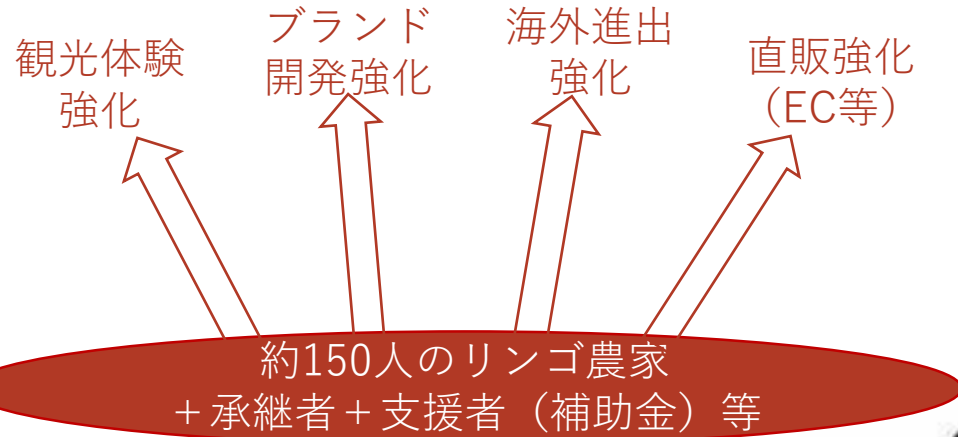 観光体験
強化
ブランド
開発強化
海外進出
強化
直販強化
（EC等）
約150人のリンゴ農家
＋承継者＋支援者（補助金）等